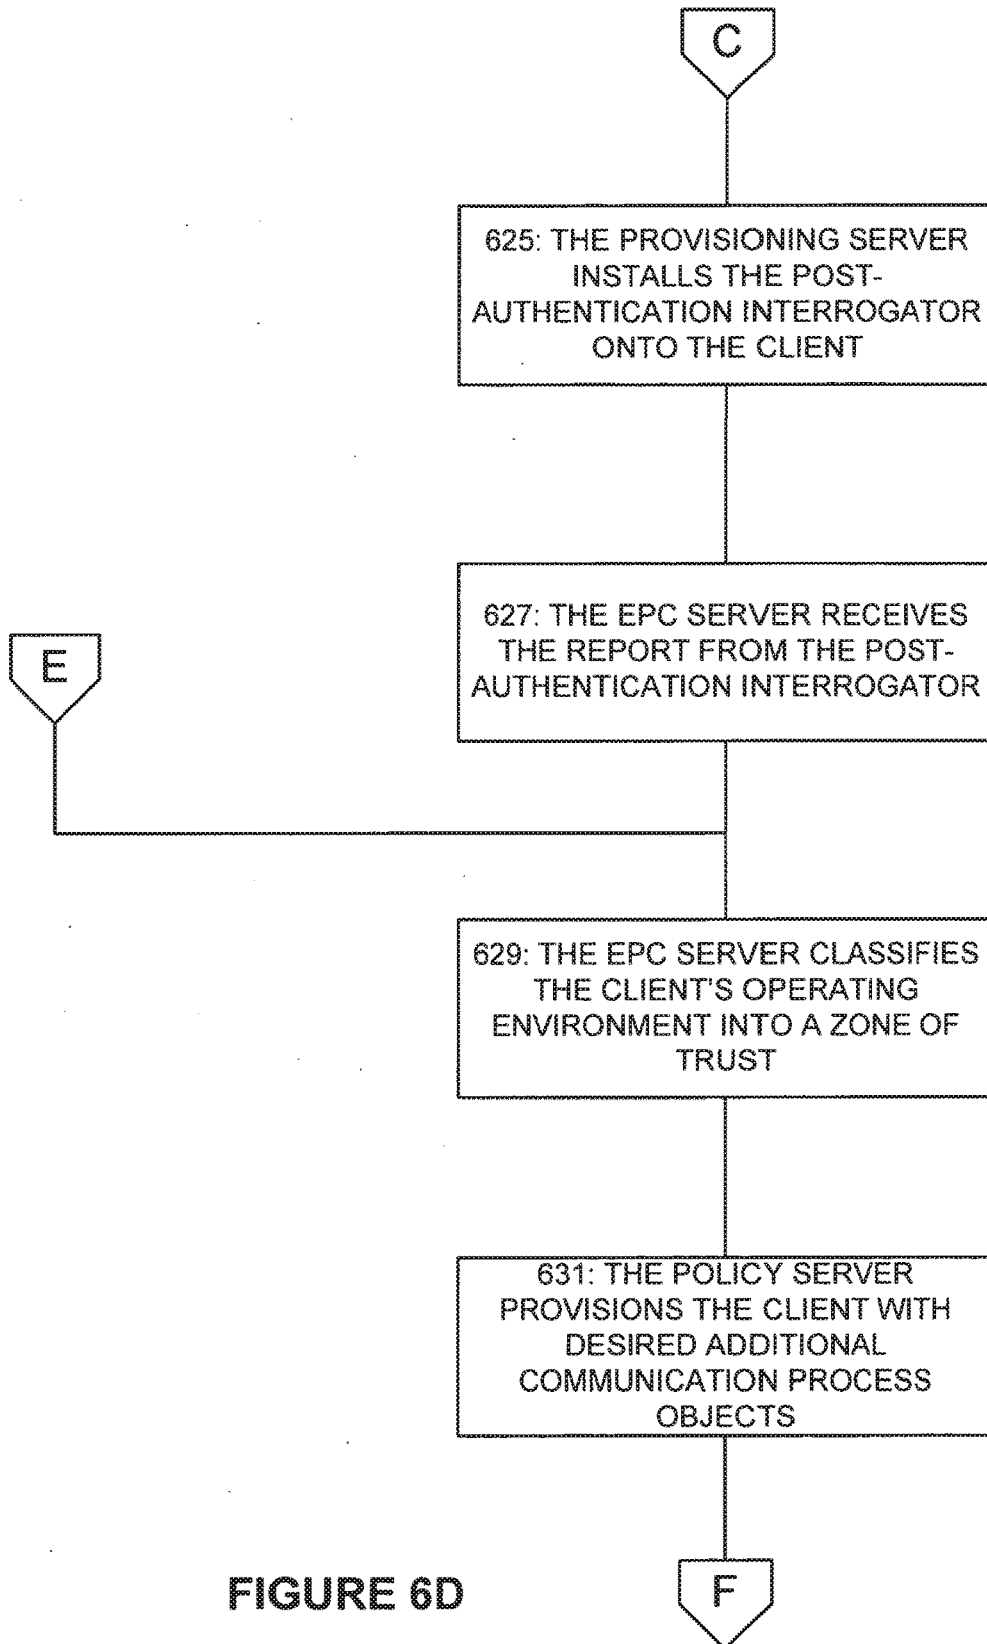 C
625: THE PROVISIONING SERVER
INSTALLS THE POST-
AUTHENTICATION INTERROGATOR
ONTO THE CLIENT
627: THE EPC SERVER RECEIVES
THE REPORT FROM THE POST-
AUTHENTICATION INTERROGATOR
E
629: THE EPC SERVER CLASSIFIES
THE CLIENT'S OPERATING
ENVIRONMENT INTO A ZONE OF
TRUST
631: THE POLICY SERVER
PROVISIONS THE CLIENT WITH
DESIRED ADDITIONAL
COMMUNICATION PROCESS
OBJECTS
FIGURE 6D
F